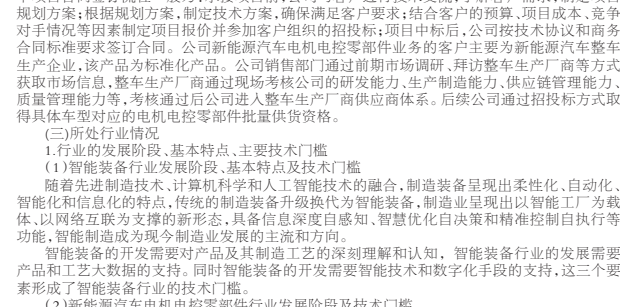 规划方案;根据规划方案,制定技术方案,确保满足客户要求;结合客户的预算、项目成本、竞争
对手情况等因素制定项目报价并参加客户组织的招投标;项目中标后,公司按技术协议和商务
合同标准要求签订合同。公司新能源汽车电机电控零部件业务的客户主要为新能源汽车整车
生产企业,该产品为标准化产品。公司销售部门通过前期市场调研、拜访整车生产厂商等方式
获取市场信息,整车生产厂商通过现场考核公司的研发能力、生产制造能力、供应链管理能力、
质量管理能力等,考核通过后公司进入整车生产厂商供应商体系。后续公司通过招投标方式取
得具体车型对应的电机电控零部件批量供货资格。
(三)所处行业情况
1.行业的发展阶段、基本特点、主要技术门槛
(1)智能装备行业发展阶段、基本特点及技术门槛
随着先进制造技术、计算机科学和人工智能技术的融合,制造装备呈现出柔性化、自动化、
智能化和信息化的特点,传统的制造装备升级换代为智能装备,制造业呈现出以智能工厂为载
体、以网络互联为支撑的新形态,具备信息深度自感知、智慧优化自决策和精准控制自执行等
功能,智能制造成为现今制造业发展的主流和方向。
智能装备的开发需要对产品及其制造工艺的深刻理解和认知,智能装备行业的发展需要
产品和工艺大数据的支持。同时智能装备的开发需要智能技术和数字化手段的支持,这三个要
素形成了智能装备行业的技术门槛。
(2)新能源汽车电机电控零部件行业发展阶段及技术门槛